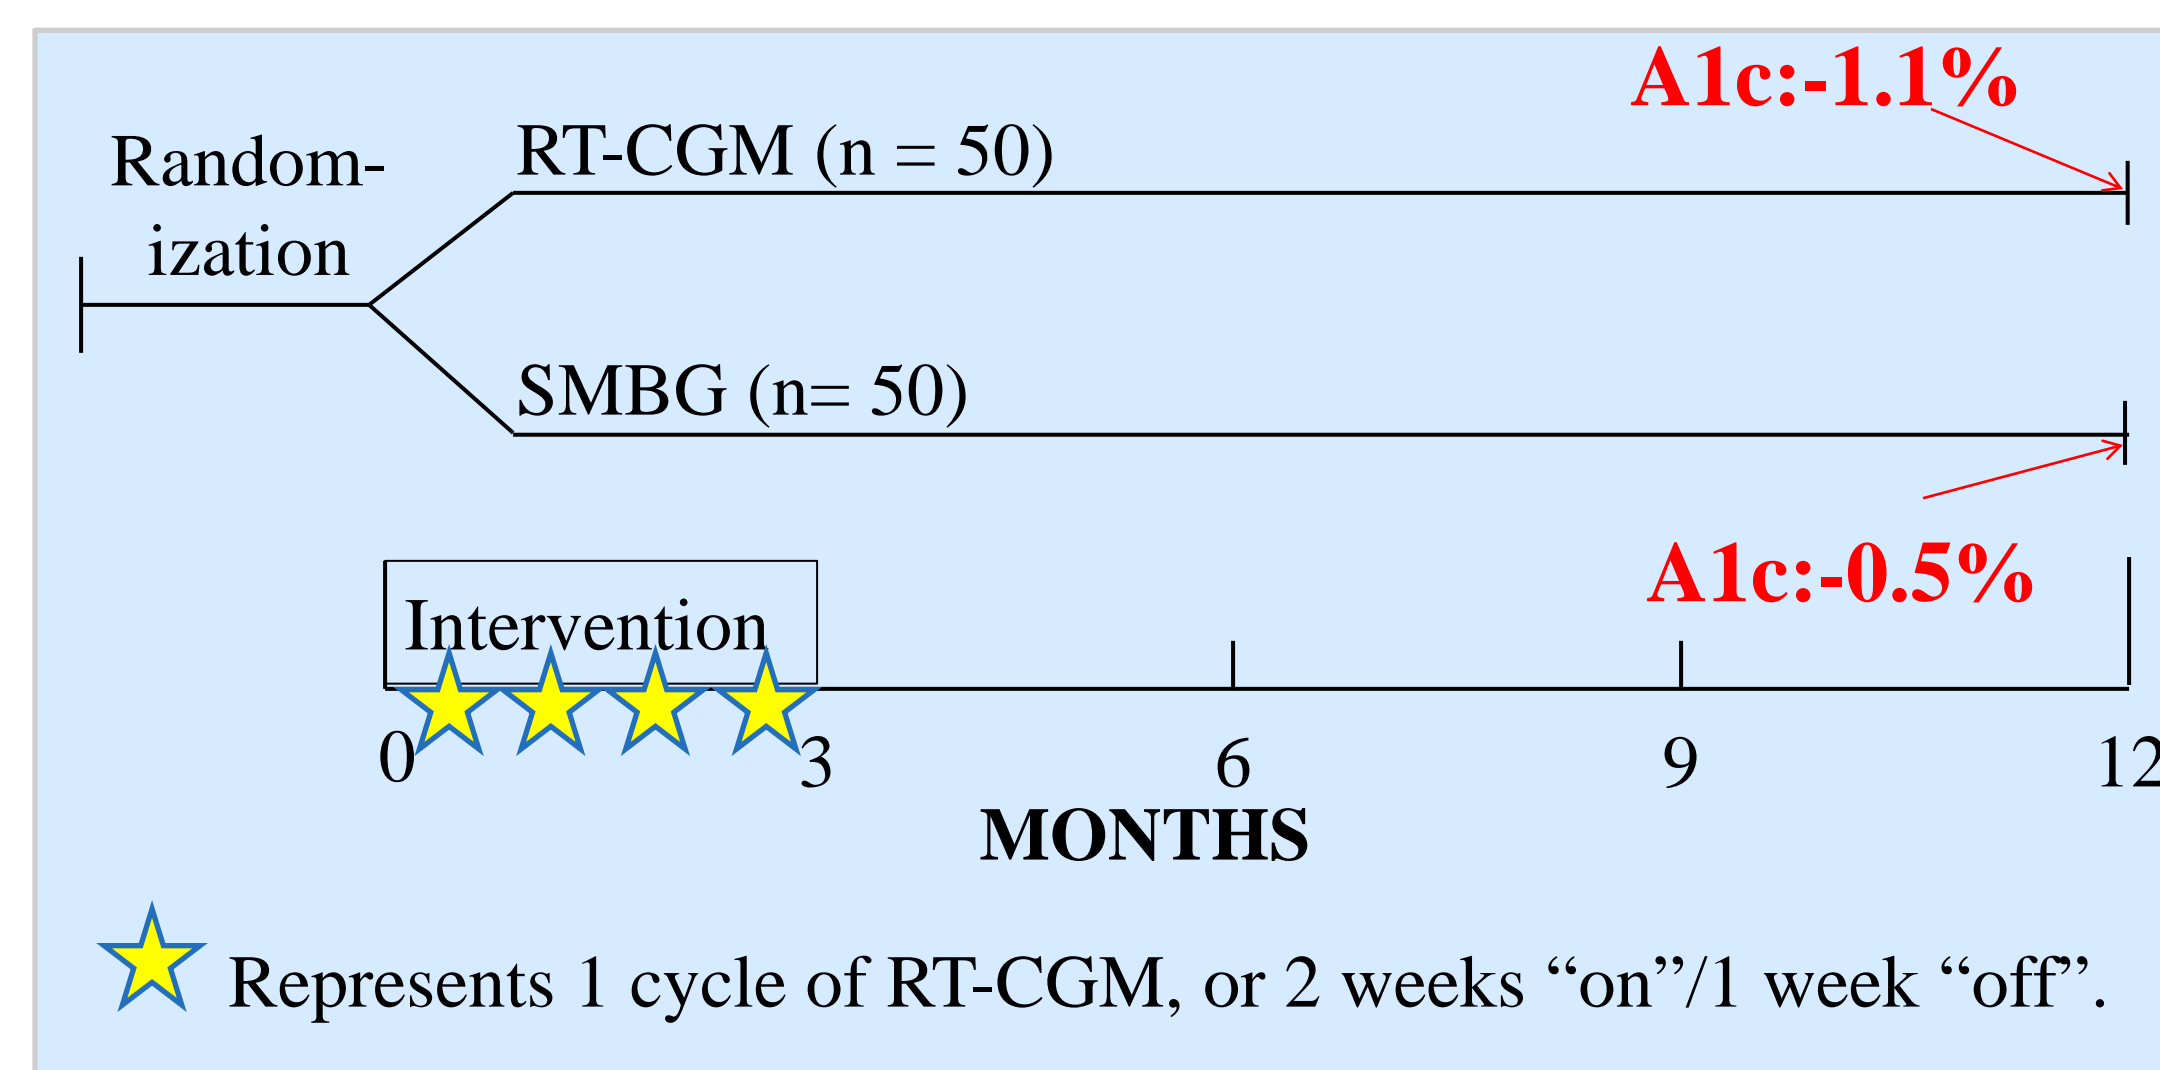 A1c:-1.1%
Random-
ization
RT-CGM (n = 50)
SMBG (n= 50)
A1c:-0.5%
Intervention
0 3 6 9 12
MONTHS
Represents 1 cycle of RT-CGM, or 2 weeks “on”/1 week “off”.